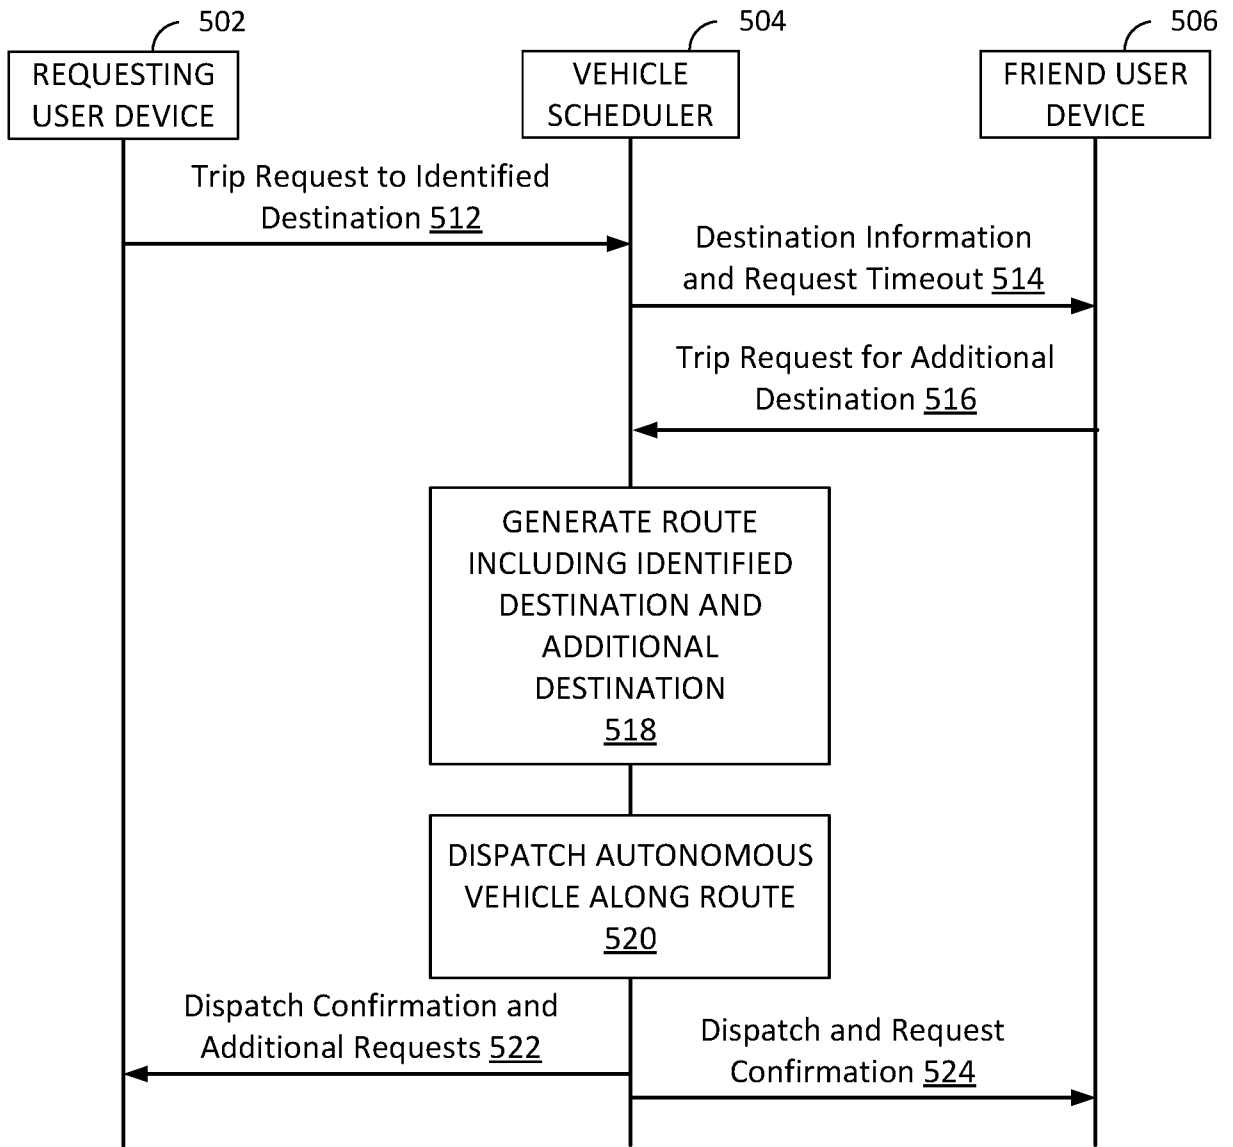 502
504
506
REQUESTING
USER DEVICE
VEHICLE
SCHEDULER
FRIEND USER
DEVICE
Trip Request to Identified
Destination 512
Destination Information
and Request Timeout 514
Trip Request for Additional
Destination 516
GENERATE ROUTE
INCLUDING IDENTIFIED
DESTINATION AND
ADDITIONAL
DESTINATION
518
DISPATCH AUTONOMOUS
VEHICLE ALONG ROUTE
520
Dispatch Confirmation and
Additional Requests 522
Dispatch and Request
Confirmation 524